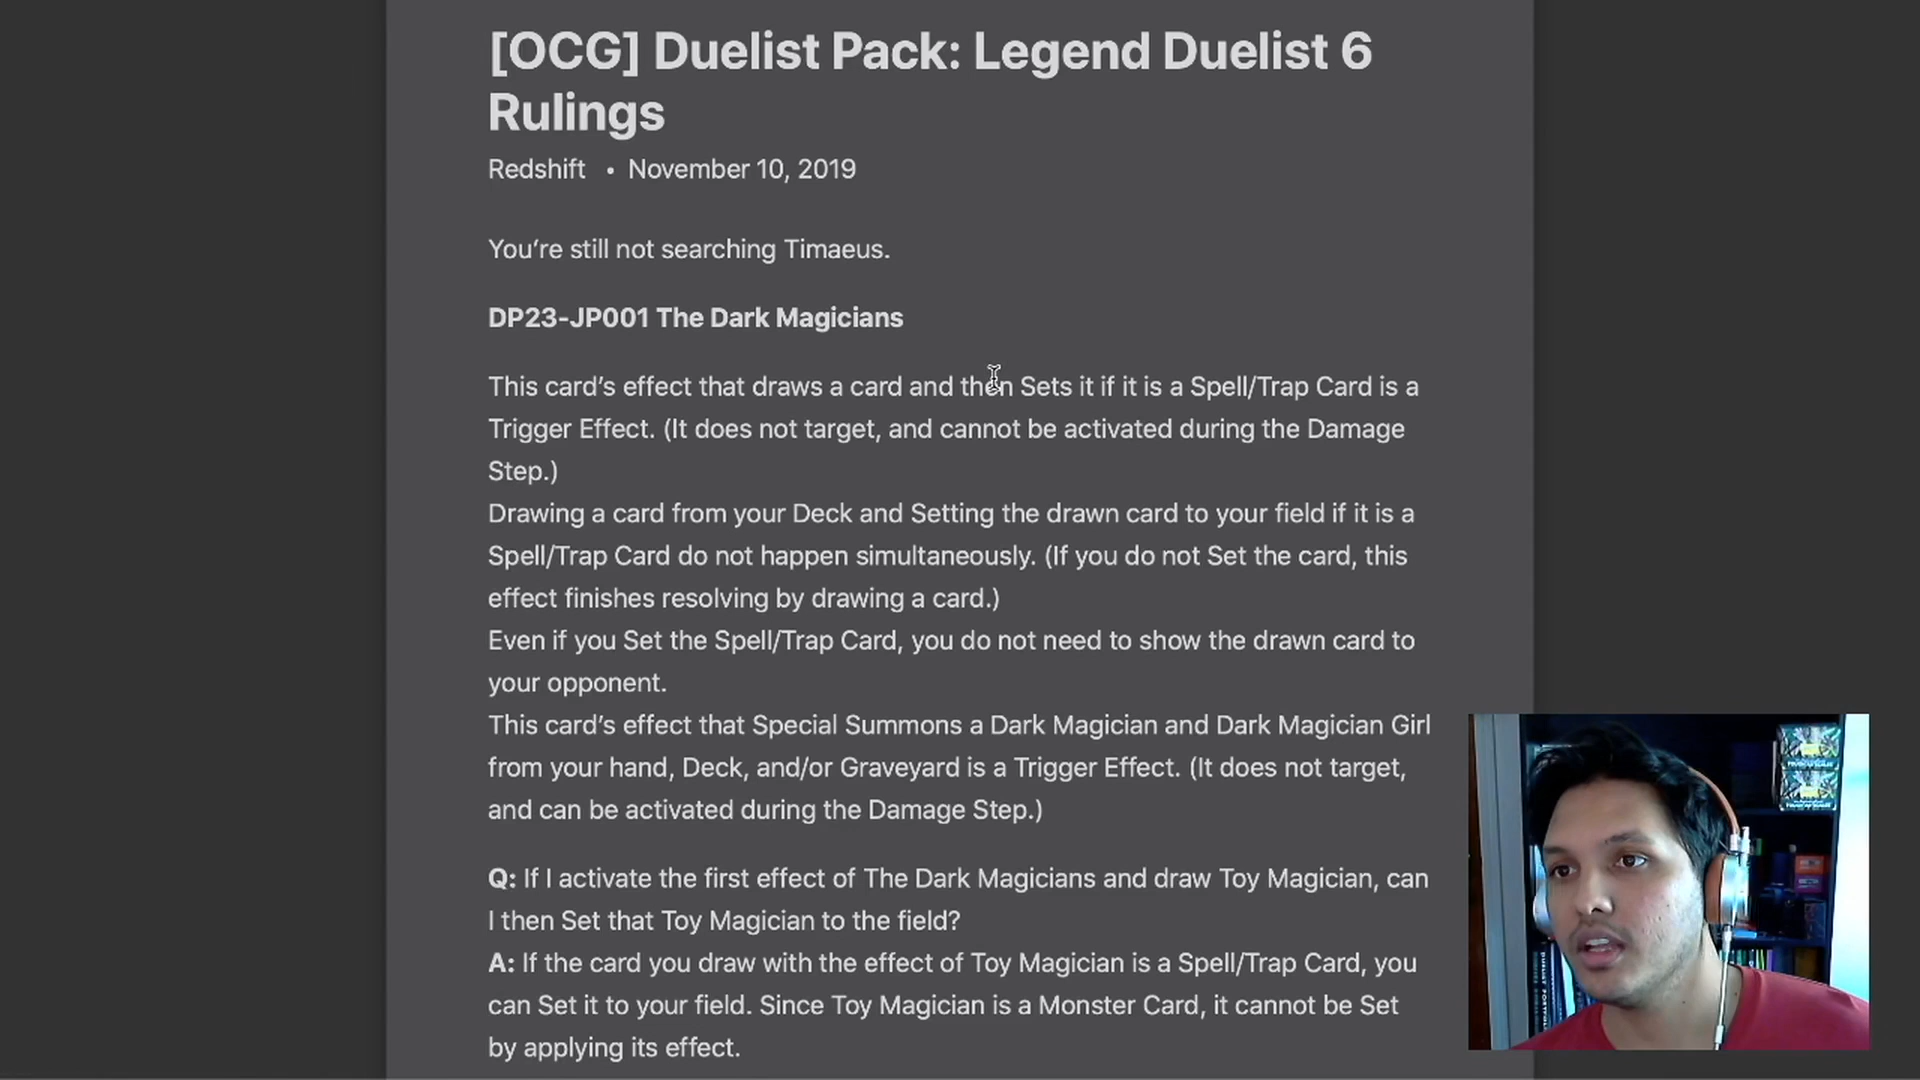 [OCG] Duelist Pack: Legend Duelist 6
Rulings
Redshift • November 10, 2019
You’re still not searching Timaeus.
DP23-JP001 The Dark Magicians
This card’s effect that draws a card and then Sets it if it is a Spell/Trap Card is a
Trigger Effect. (It does not target, and cannot be activated during the Damage
Step.)
Drawing a card from your Deck and Setting the drawn card to your field if it is a
Spell/Trap Card do not happen simultaneously. (If you do not Set the card, this
effect finishes resolving by drawing a card.)
Even if you Set the Spell/Trap Card, you do not need to show the drawn card to
your opponent.
This card’s effect that Special Summons a Dark Magician and Dark Magician Girl
from your hand, Deck, and/or Graveyard is a Trigger Effect. (It does not target,
and can be activated during the Damage Step.)
Q: If I activate the first effect of The Dark Magicians and draw Toy Magician, can
I then Set that Toy Magician to the field?
A: If the card you draw with the effect of Toy Magician is a Spell/Trap Card, you
can Set it to your field. Since Toy Magician is a Monster Card, it cannot be Set
by applying its effect.